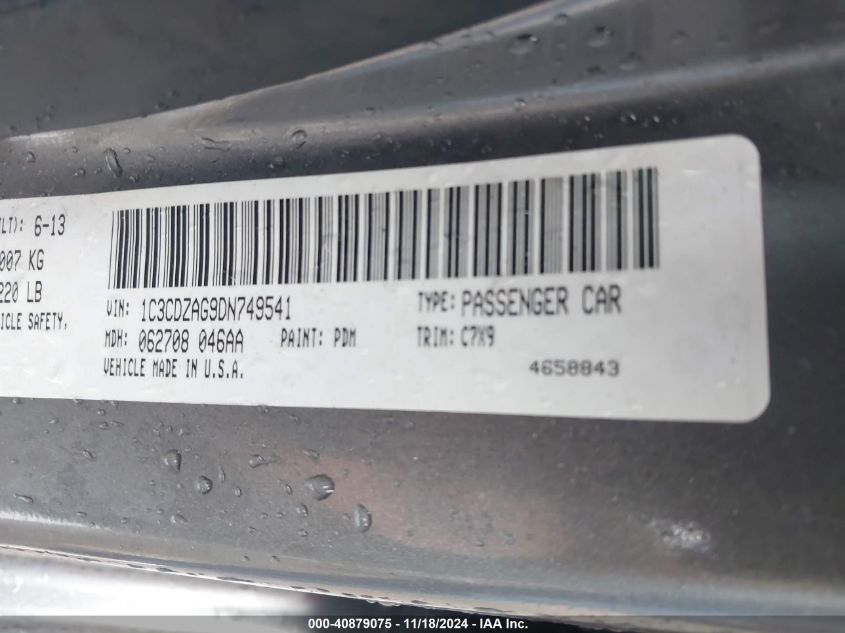 ILT): 6-13
007 KG
220 LB
ICLE SAFETY,
VIN: 1C3CDZAG9DN749541
TYPE: PASSENGER CAR
MDH: 062708 046AA
PAINT: PDM
TRIM: C7X9
VEHICLE MADE IN U.S.A.
4658843
000-40879075 - 11/18/2024 - IAA Inc.